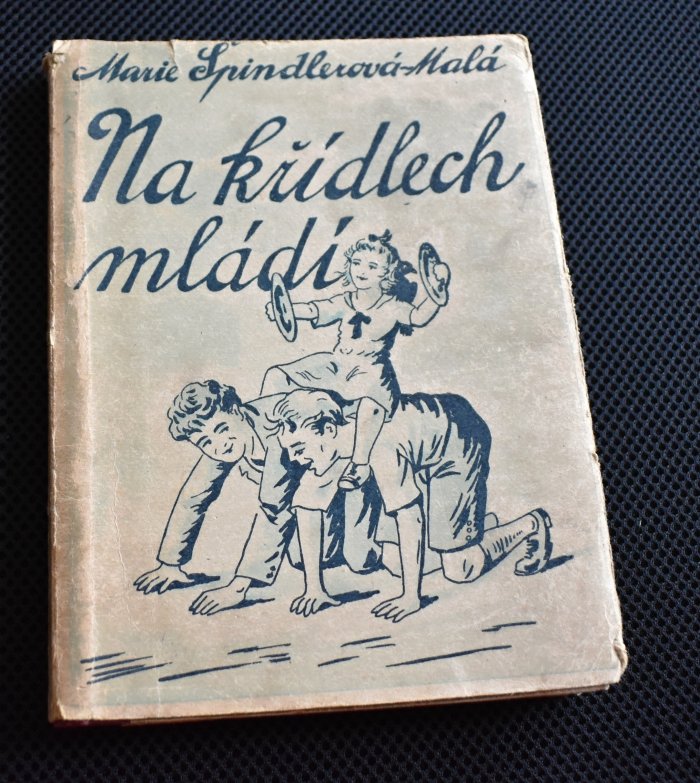 Marie Špindlerová-Malá
Na křídlech
mládí